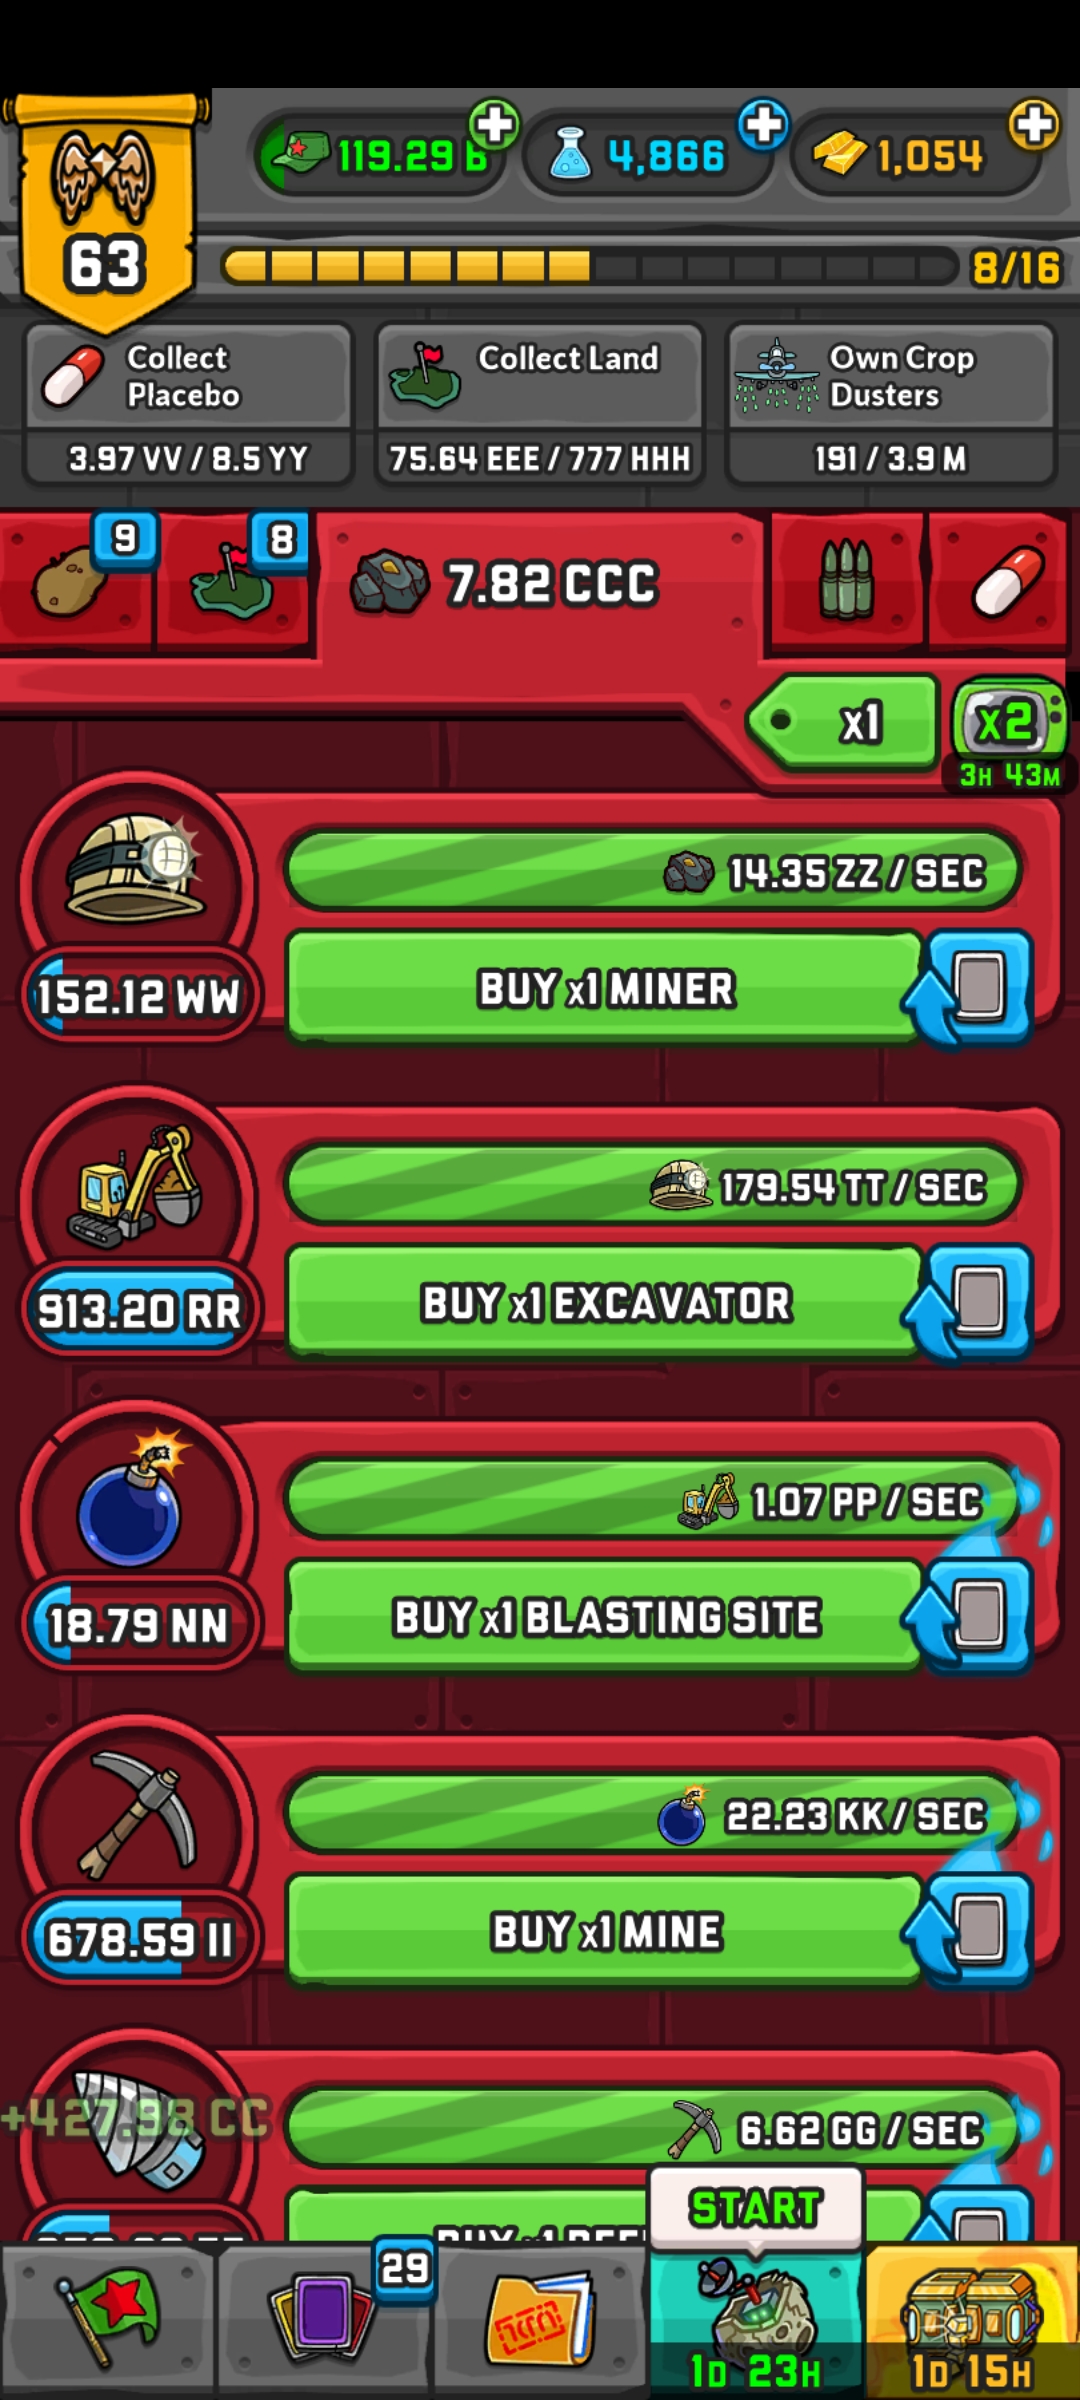 119.29 B
4,866
1,054
63
8/16
Collect
Placebo
3.97 VV / 8.5 YY
Collect Land
75.64 EEE / 777 HHH
Own Crop
Dusters
191 / 3.9 M
9
8
7.82 CCC
x1
x2
3H 43M
14.35 ZZ / SEC
152.12 WW
BUY x1 MINER
179.54 TT / SEC
913.20 RR
BUY x1 EXCAVATOR
1.07 PP / SEC
18.79 NN
BUY x1 BLASTING SITE
22.23 KK / SEC
678.59 II
BUY x1 MINE
+427.98 CC
6.62 GG / SEC
START
BUY x1
29
1D 23H
1D 15H